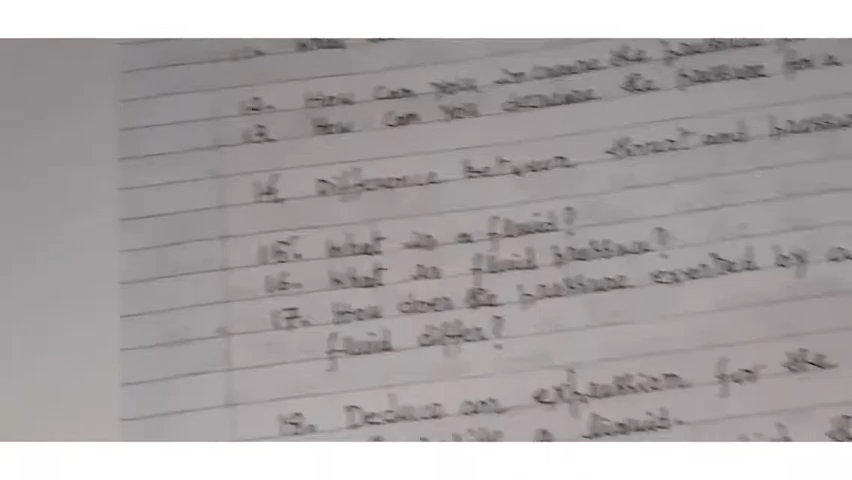 12. How can you increase the pressure
13. How can you decrease the pressure for a
14. Difference between thrust and pressure
15. What is a fluid?
16. What is fluid pressure?
17. How does the pressure exerted by a
fluid differ?
18. Deduce an expression for the
a liquid.